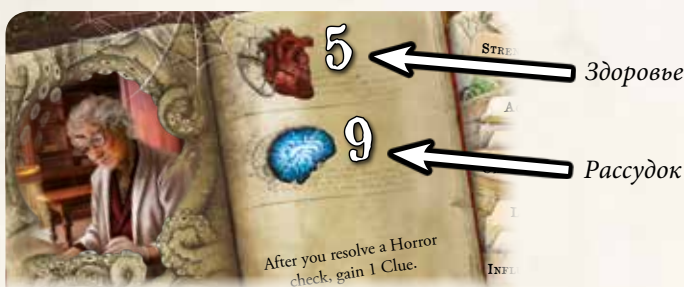 5
Здоровье
9
Рассудок
After you resolve a Horror
check, gain 1 Clue.